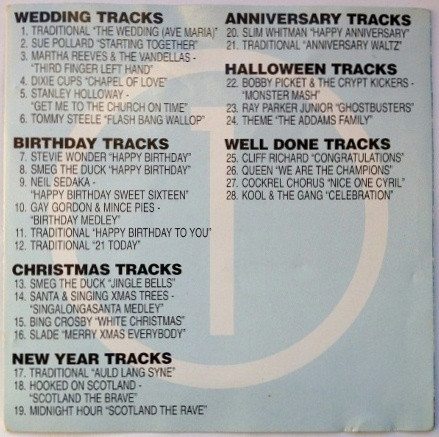 WEDDING TRACKS
1. TRADITIONAL "THE WEDDING (AVE MARIA)"
2. SUE POLLARD "STARTING TOGETHER"
3. MARTHA REEVES & THE VANDELLAS -
"THIRD FINGER LEFT HAND"
4. DIXIE CUPS "CHAPEL OF LOVE"
5. STANLEY HOLLOWAY -
"GET ME TO THE CHURCH ON TIME"
6. TOMMY STEELE "FLASH BANG WALLOP"
BIRTHDAY TRACKS
7. STEVIE WONDER "HAPPY BIRTHDAY"
8. SMEG THE DUCK "HAPPY BIRTHDAY"
9. NEIL SEDAKA -
"HAPPY BIRTHDAY SWEET SIXTEEN"
10. GAY GORDON & MINCE PIES -
"BIRTHDAY MEDLEY"
11. TRADITIONAL "HAPPY BIRTHDAY TO YOU"
12. TRADITIONAL "21 TODAY"
CHRISTMAS TRACKS
13. SMEG THE DUCK "JINGLE BELLS"
14. SANTA & SINGING XMAS TREES -
"SINGALONGASANTA MEDLEY"
15. BING CROSBY "WHITE CHRISTMAS"
16. SLADE "MERRY XMAS EVERYBODY"
NEW YEAR TRACKS
17. TRADITIONAL "AULD LANG SYNE"
18. HOOKED ON SCOTLAND -
"SCOTLAND THE BRAVE"
19. MIDNIGHT HOUR "SCOTLAND THE RAVE"
ANNIVERSARY TRACKS
20. SLIM WHITMAN "HAPPY ANNIVERSARY"
21. TRADITIONAL "ANNIVERSARY WALTZ"
HALLOWEEN TRACKS
22. BOBBY PICKET & THE CRYPT KICKERS -
"MONSTER MASH"
23. RAY PARKER JUNIOR "GHOSTBUSTERS"
24. THEME "THE ADDAMS FAMILY"
WELL DONE TRACKS
25. CLIFF RICHARD "CONGRATULATIONS"
26. QUEEN "WE ARE THE CHAMPIONS"
27. COCKREL CHORUS "NICE ONE CYRIL"
28. KOOL & THE GANG "CELEBRATION"